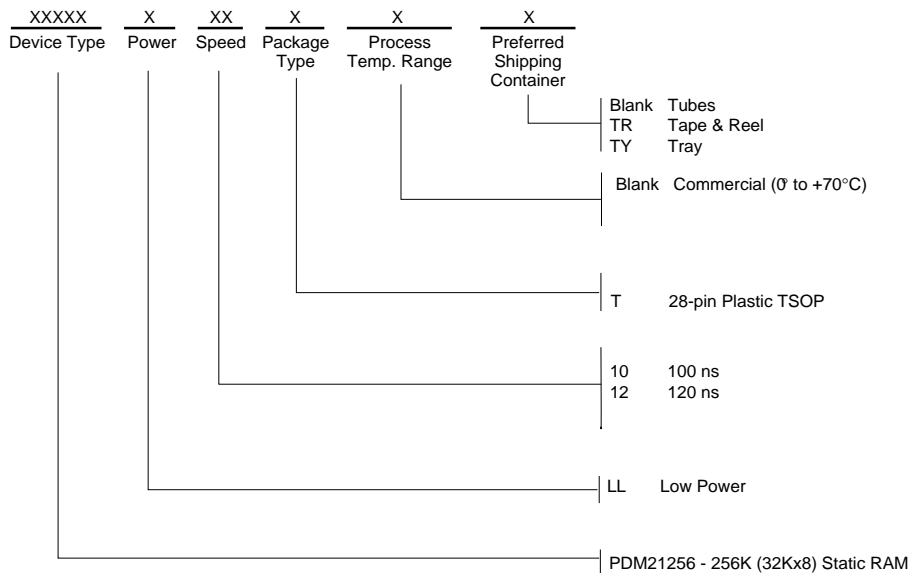 XXXXX X XX X X X
Device Type Power Speed Package Process Preferred
Type Temp. Range Shipping
Container
Blank Tubes
TR Tape & Reel
TY Tray
Blank Commercial (0° to +70°C)
T 28-pin Plastic TSOP
10 100 ns
12 120 ns
LL Low Power
PDM21256 - 256K (32Kx8) Static RAM